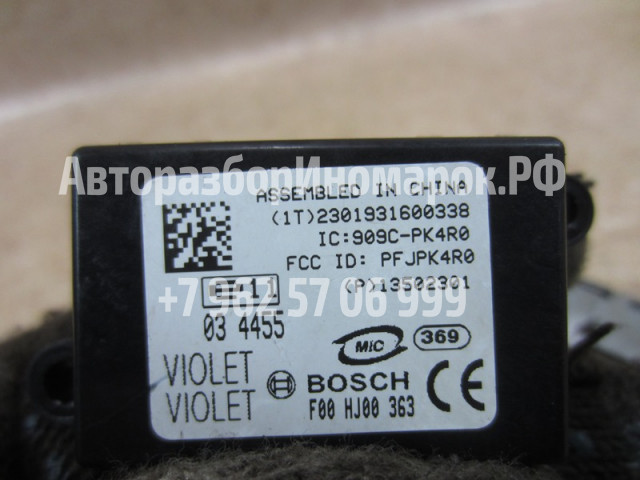 АвторазборИномарок.РФ
ASSEMBLED IN CHINA
(1T)2301931600338
IC:909C-PK4R0
FCC ID: PFJPK4R0
(P)13502301
e 11
+7 962 57 06 999
03 4455
MIC 369
VIOLET
VIOLET
BOSCH CE
F00 HJ00 363